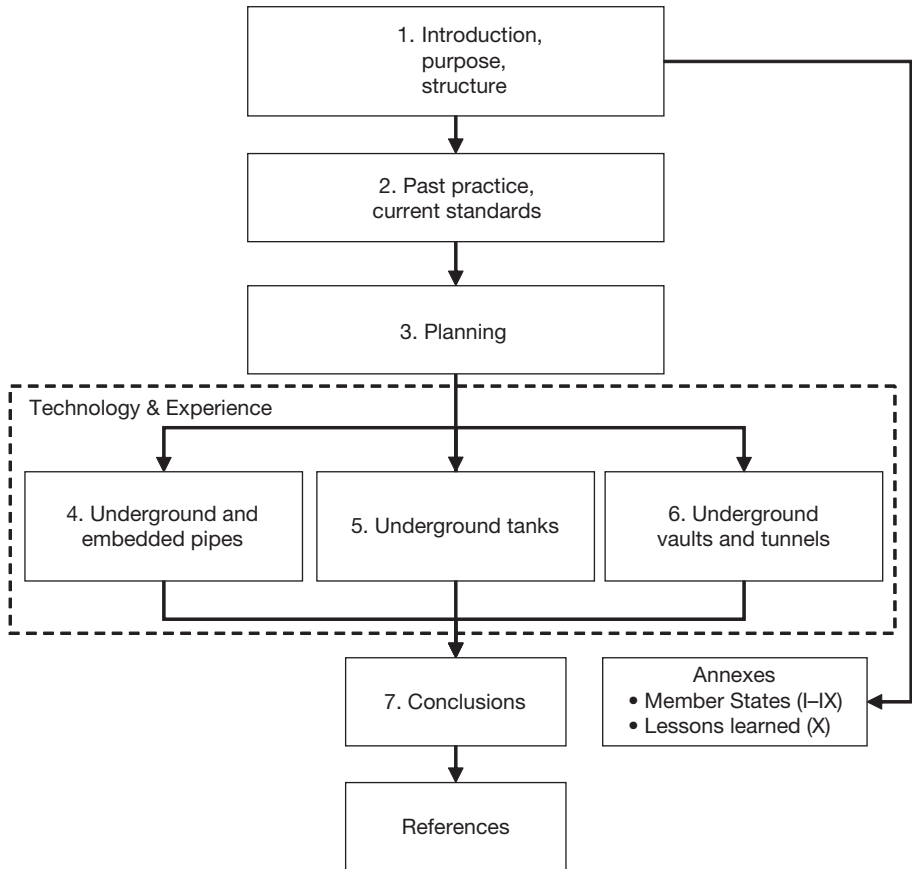 1. Introduction,
purpose,
structure
2. Past practice,
current standards
3. Planning
Technology & Experience
4. Underground and
embedded pipes
5. Underground tanks
6. Underground
vaults and tunnels
7. Conclusions
Annexes
• Member States (I–IX)
• Lessons learned (X)
References